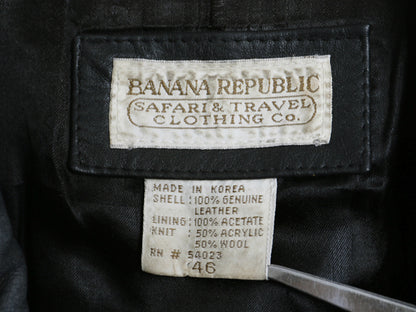 BANANA REPUBLIC
SAFARI & TRAVEL
CLOTHING Co.
MADE IN KOREA
SHELL: 100% GENUINE
LEATHER
LINING: 100% ACETATE
KNIT : 50% ACRYLIC
50% WOOL
RN # 54023
46